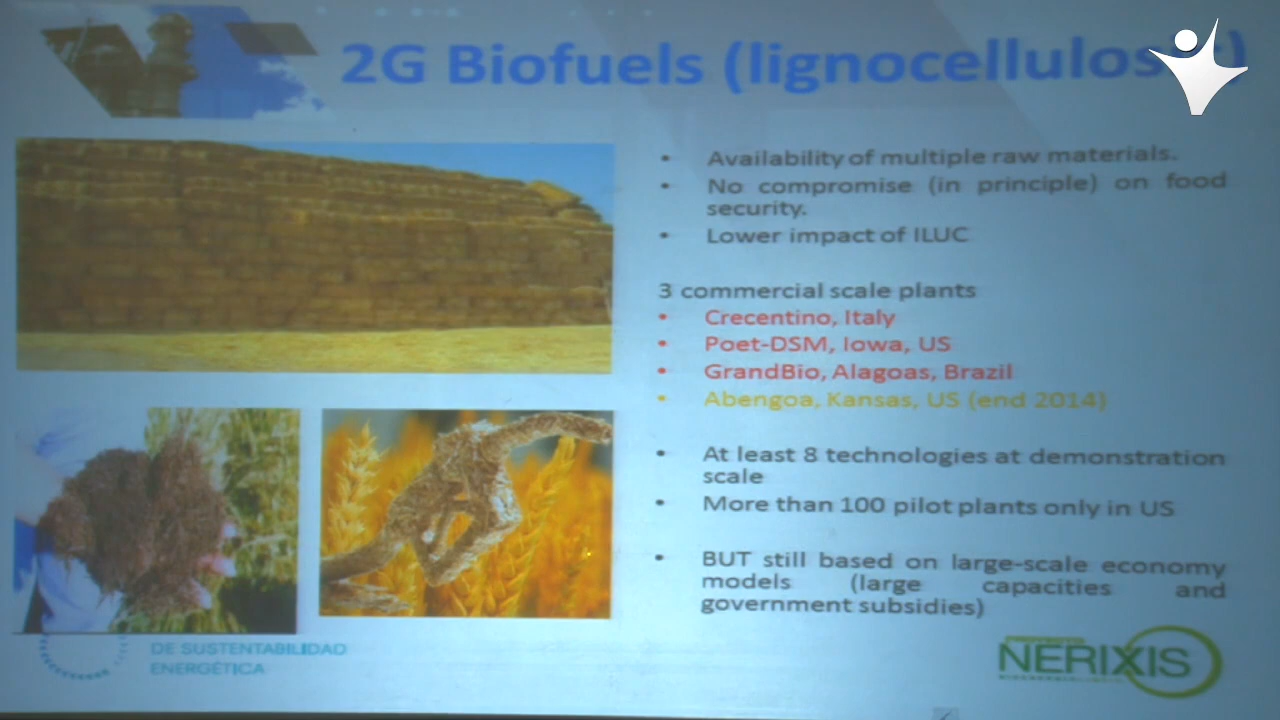 2G Biofuels (lignocellulosic)
• Availability of multiple raw materials.
• No compromise (in principle) on food
security.
• Lower impact of ILUC
3 commercial scale plants
• Crecentino, Italy
• Poet-DSM, Iowa, US
• GrandBio, Alagoas, Brazil
• Abengoa, Kansas, US (end 2014)
• At least 8 technologies at demonstration
scale
• More than 100 pilot plants only in US
• BUT still based on large-scale economy
models (large capacities and
government subsidies)
DE SUSTENTABILIDAD
ENERGÉTICA
NERIXIS